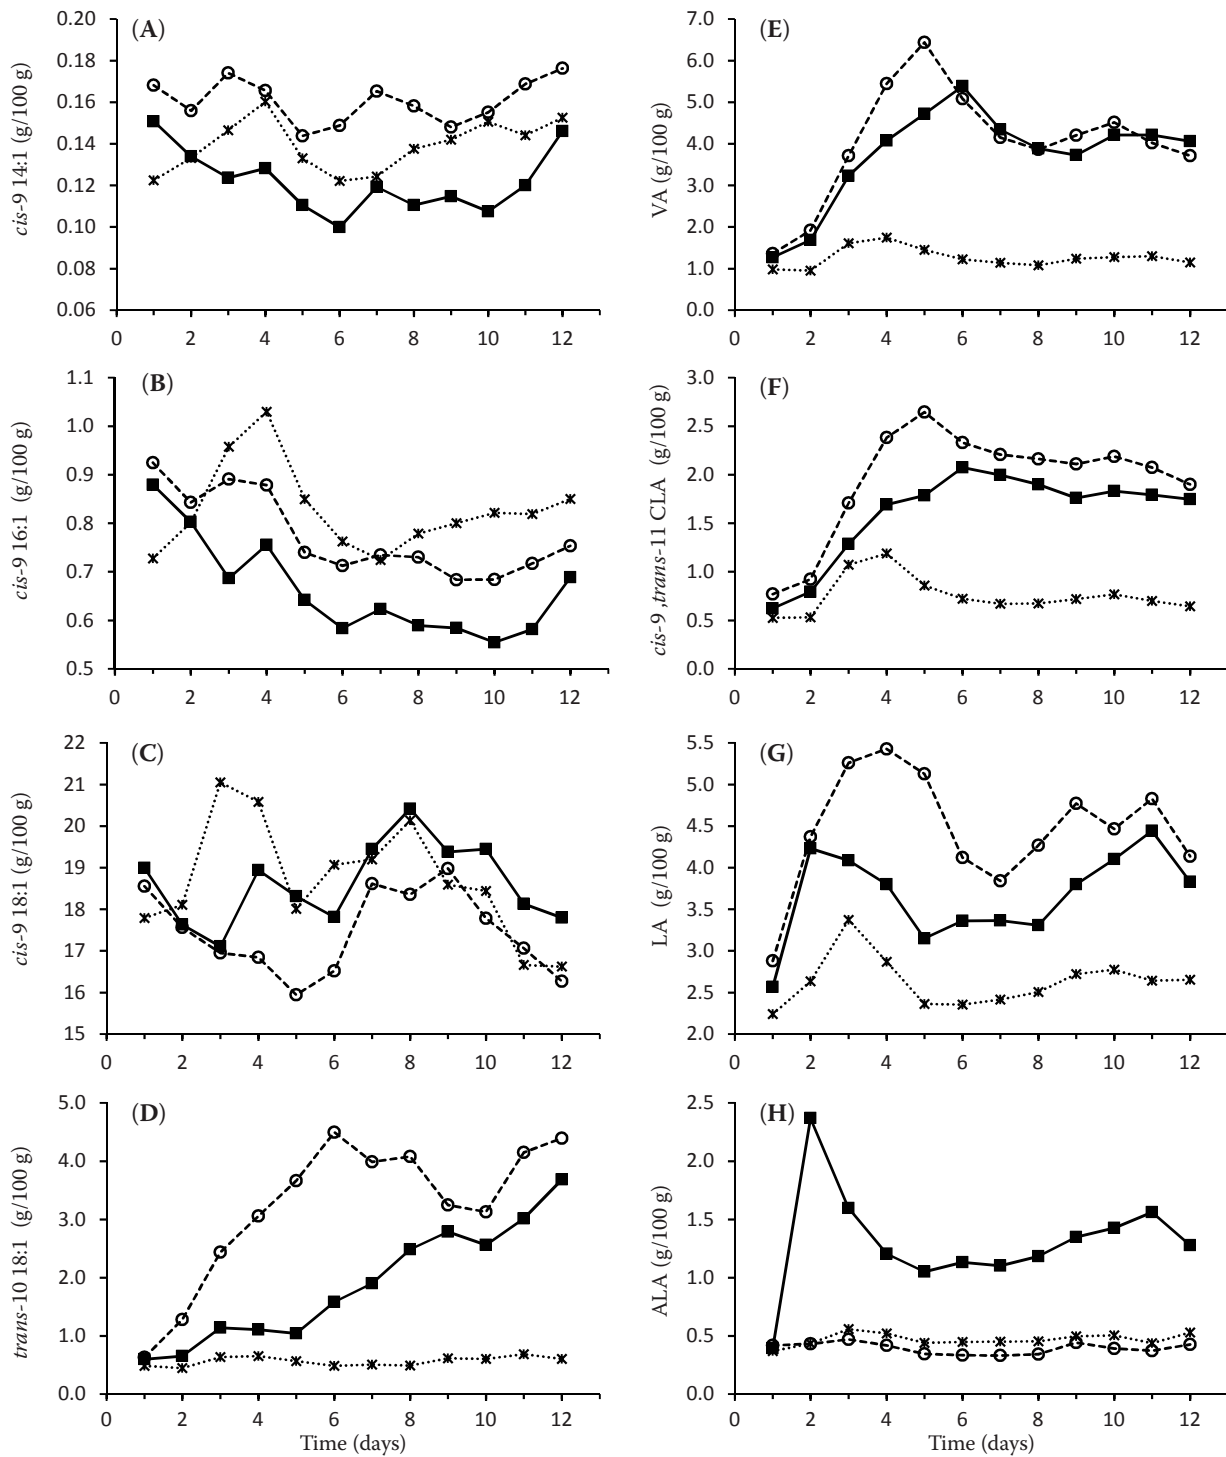 (A)
cis-9 14:1 (g/100 g)
0.20
0.18
0.16
0.14
0.12
0.10
0.08
0.06
0 2 4 6 8 10 12
(B)
cis-9 16:1 (g/100 g)
1.1
1.0
0.9
0.8
0.7
0.6
0.5
0 2 4 6 8 10 12
(C)
cis-9 18:1 (g/100 g)
22
21
20
19
18
17
16
15
0 2 4 6 8 10 12
(D)
trans-10 18:1 (g/100 g)
5.0
4.0
3.0
2.0
1.0
0.0
0 2 4 6 8 10 12
Time (days)
(E)
VA (g/100 g)
7.0
6.0
5.0
4.0
3.0
2.0
1.0
0.0
0 2 4 6 8 10 12
(F)
cis-9 ,trans-11 CLA (g/100 g)
3.0
2.5
2.0
1.5
1.0
0.5
0.0
0 2 4 6 8 10 12
(G)
LA (g/100 g)
5.5
5.0
4.5
4.0
3.5
3.0
2.5
2.0
0 2 4 6 8 10 12
(H)
ALA (g/100 g)
2.5
2.0
1.5
1.0
0.5
0.0
0 2 4 6 8 10 12
Time (days)